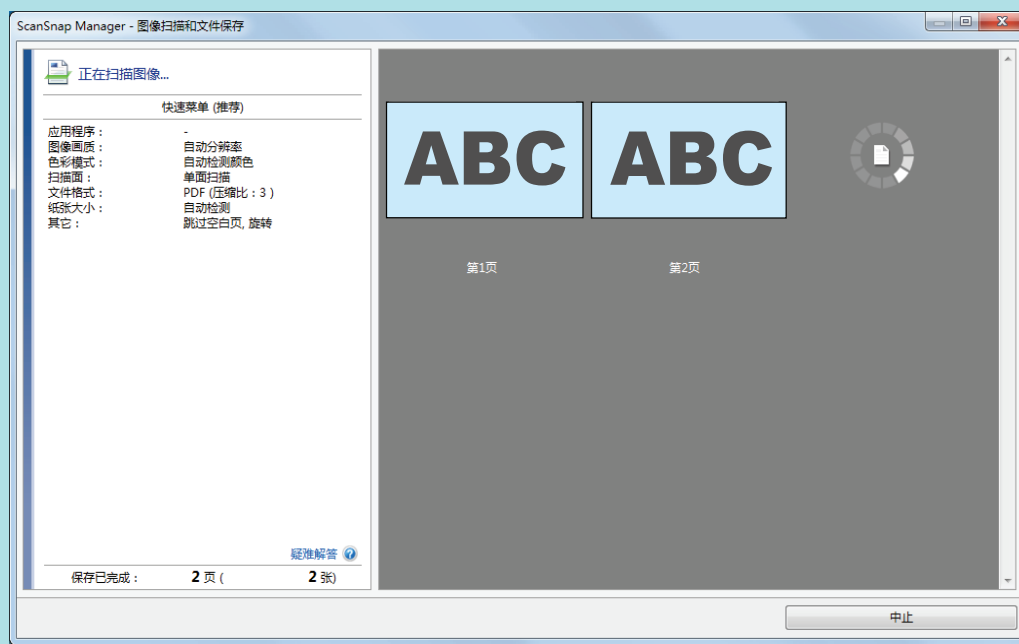 ScanSnap Manager - 图像扫描和文件保存
正在扫描图像...
快速菜单 (推荐)
应用程序： -
图像画质： 自动分辨率
色彩模式： 自动检测颜色
扫描面： 单面扫描
文件格式： PDF (压缩比：3 )
纸张大小： 自动检测
其它： 跳过空白页, 旋转
疑难解答
保存已完成： 2 页 ( 2 张)
ABC
ABC
第1页
第2页
中止